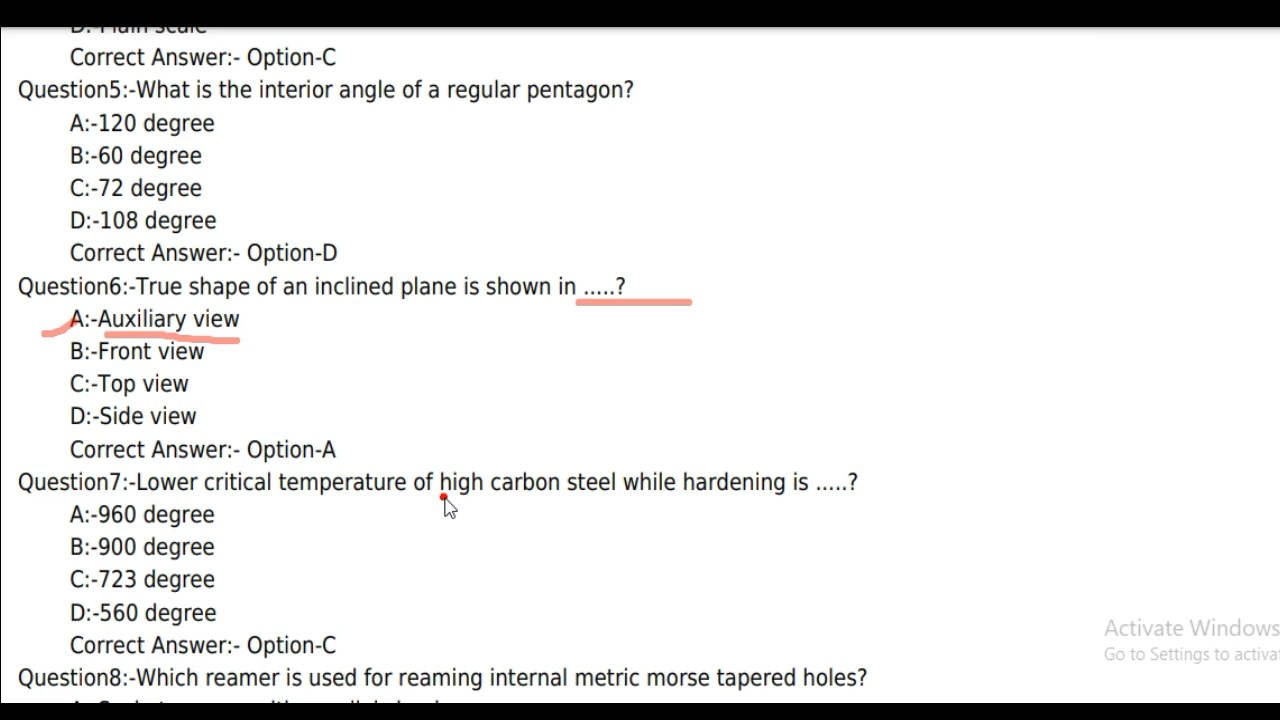 D:-Plain scale
Correct Answer:- Option-C
Question5:-What is the interior angle of a regular pentagon?
A:-120 degree
B:-60 degree
C:-72 degree
D:-108 degree
Correct Answer:- Option-D
Question6:-True shape of an inclined plane is shown in .....?
A:-Auxiliary view
B:-Front view
C:-Top view
D:-Side view
Correct Answer:- Option-A
Question7:-Lower critical temperature of high carbon steel while hardening is .....?
A:-960 degree
B:-900 degree
C:-723 degree
D:-560 degree
Correct Answer:- Option-C
Activate Windows
Go to Settings to activa
Question8:-Which reamer is used for reaming internal metric morse tapered holes?